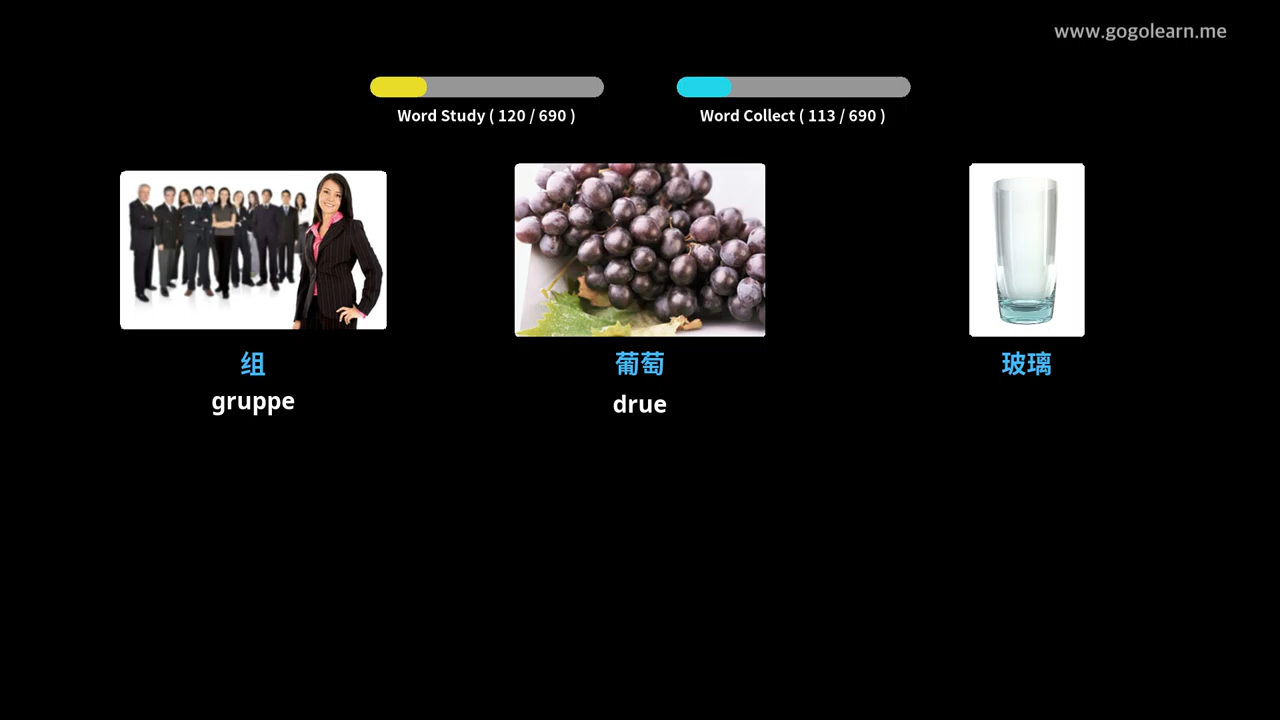 www.gogolearn.me
Word Study ( 120 / 690 )
Word Collect ( 113 / 690 )
组
葡萄
玻璃
gruppe
drue